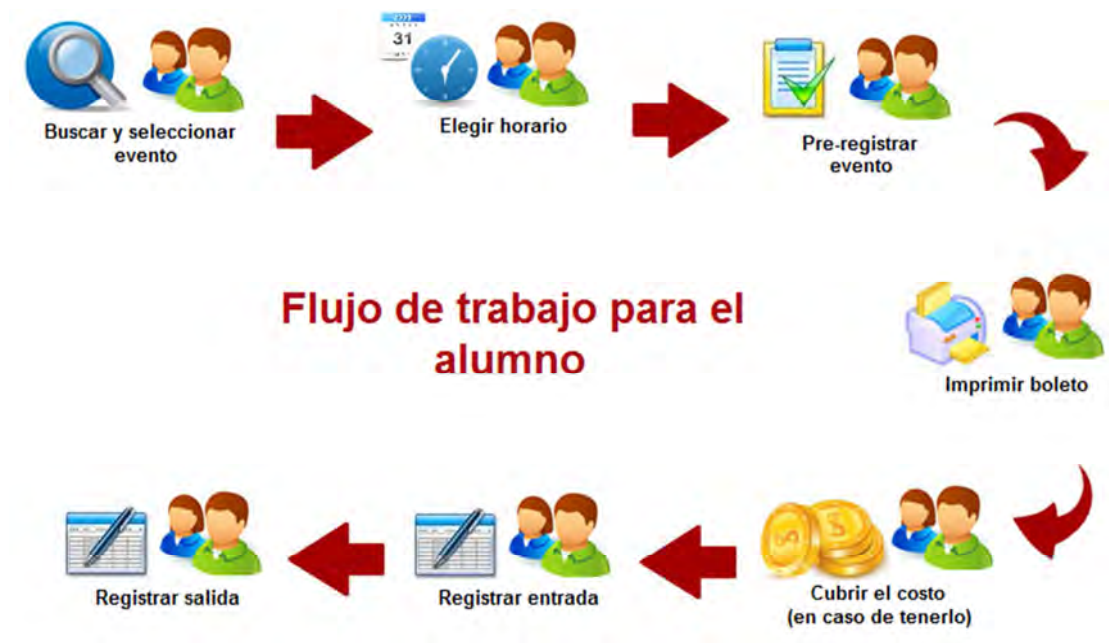 31
Buscar y seleccionar
evento
Elegir horario
Pre-registrar
evento
Flujo de trabajo para el
alumno
Imprimir boleto
Registrar salida
Registrar entrada
Cubrir el costo
(en caso de tenerlo)